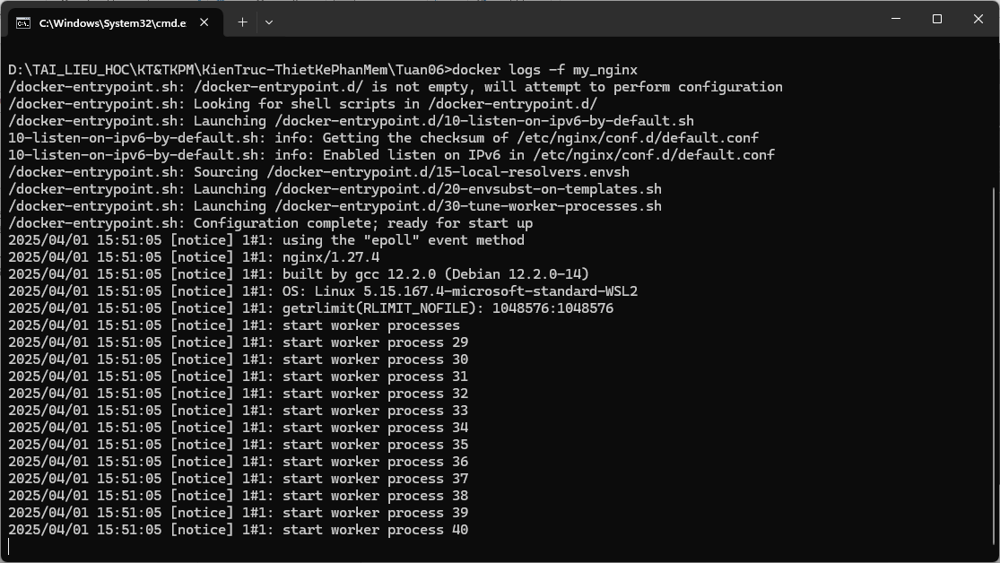 C:\Windows\System32\cmd.e
D:\TAI_LIEU_HOC\KT&TKPM\KienTruc-ThietKePhanMem\Tuan06>docker logs -f my_nginx
/docker-entrypoint.sh: /docker-entrypoint.d/ is not empty, will attempt to perform configuration
/docker-entrypoint.sh: Looking for shell scripts in /docker-entrypoint.d/
/docker-entrypoint.sh: Launching /docker-entrypoint.d/10-listen-on-ipv6-by-default.sh
10-listen-on-ipv6-by-default.sh: info: Getting the checksum of /etc/nginx/conf.d/default.conf
10-listen-on-ipv6-by-default.sh: info: Enabled listen on IPv6 in /etc/nginx/conf.d/default.conf
/docker-entrypoint.sh: Sourcing /docker-entrypoint.d/15-local-resolvers.envsh
/docker-entrypoint.sh: Launching /docker-entrypoint.d/20-envsubst-on-templates.sh
/docker-entrypoint.sh: Launching /docker-entrypoint.d/30-tune-worker-processes.sh
/docker-entrypoint.sh: Configuration complete; ready for start up
2025/04/01 15:51:05 [notice] 1#1: using the "epoll" event method
2025/04/01 15:51:05 [notice] 1#1: nginx/1.27.4
2025/04/01 15:51:05 [notice] 1#1: built by gcc 12.2.0 (Debian 12.2.0-14)
2025/04/01 15:51:05 [notice] 1#1: OS: Linux 5.15.167.4-microsoft-standard-WSL2
2025/04/01 15:51:05 [notice] 1#1: getrlimit(RLIMIT_NOFILE): 1048576:1048576
2025/04/01 15:51:05 [notice] 1#1: start worker processes
2025/04/01 15:51:05 [notice] 1#1: start worker process 29
2025/04/01 15:51:05 [notice] 1#1: start worker process 30
2025/04/01 15:51:05 [notice] 1#1: start worker process 31
2025/04/01 15:51:05 [notice] 1#1: start worker process 32
2025/04/01 15:51:05 [notice] 1#1: start worker process 33
2025/04/01 15:51:05 [notice] 1#1: start worker process 34
2025/04/01 15:51:05 [notice] 1#1: start worker process 35
2025/04/01 15:51:05 [notice] 1#1: start worker process 36
2025/04/01 15:51:05 [notice] 1#1: start worker process 37
2025/04/01 15:51:05 [notice] 1#1: start worker process 38
2025/04/01 15:51:05 [notice] 1#1: start worker process 39
2025/04/01 15:51:05 [notice] 1#1: start worker process 40